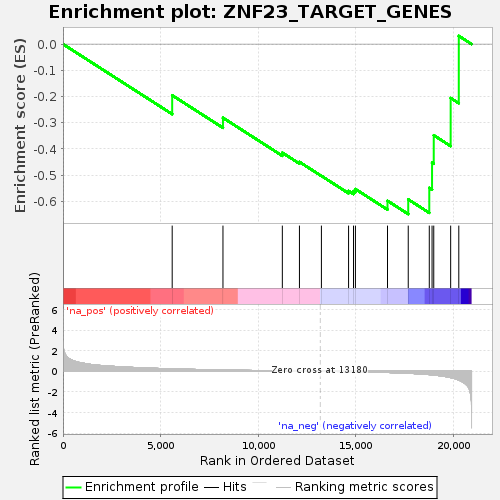 Enrichment plot: ZNF23_TARGET_GENES
Enrichment score (ES)
0.0
-0.1
-0.2
-0.3
-0.4
-0.5
-0.6
'na_pos' (positively correlated)
Ranked list metric (PreRanked)
6
4
2
0
-2
-4
-6
Zero cross at 13180
'na_neg' (negatively correlated)
0
5,000
10,000
15,000
20,000
Rank in Ordered Dataset
Enrichment profile
Hits
Ranking metric scores